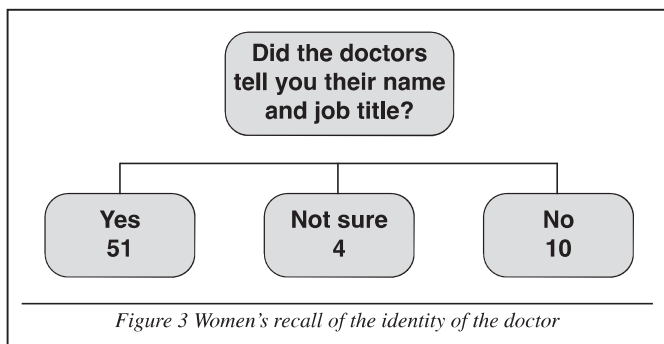 Did the doctors
tell you their name
and job title?
Yes
51
Not sure
4
No
10
Figure 3 Women’s recall of the identity of the doctor